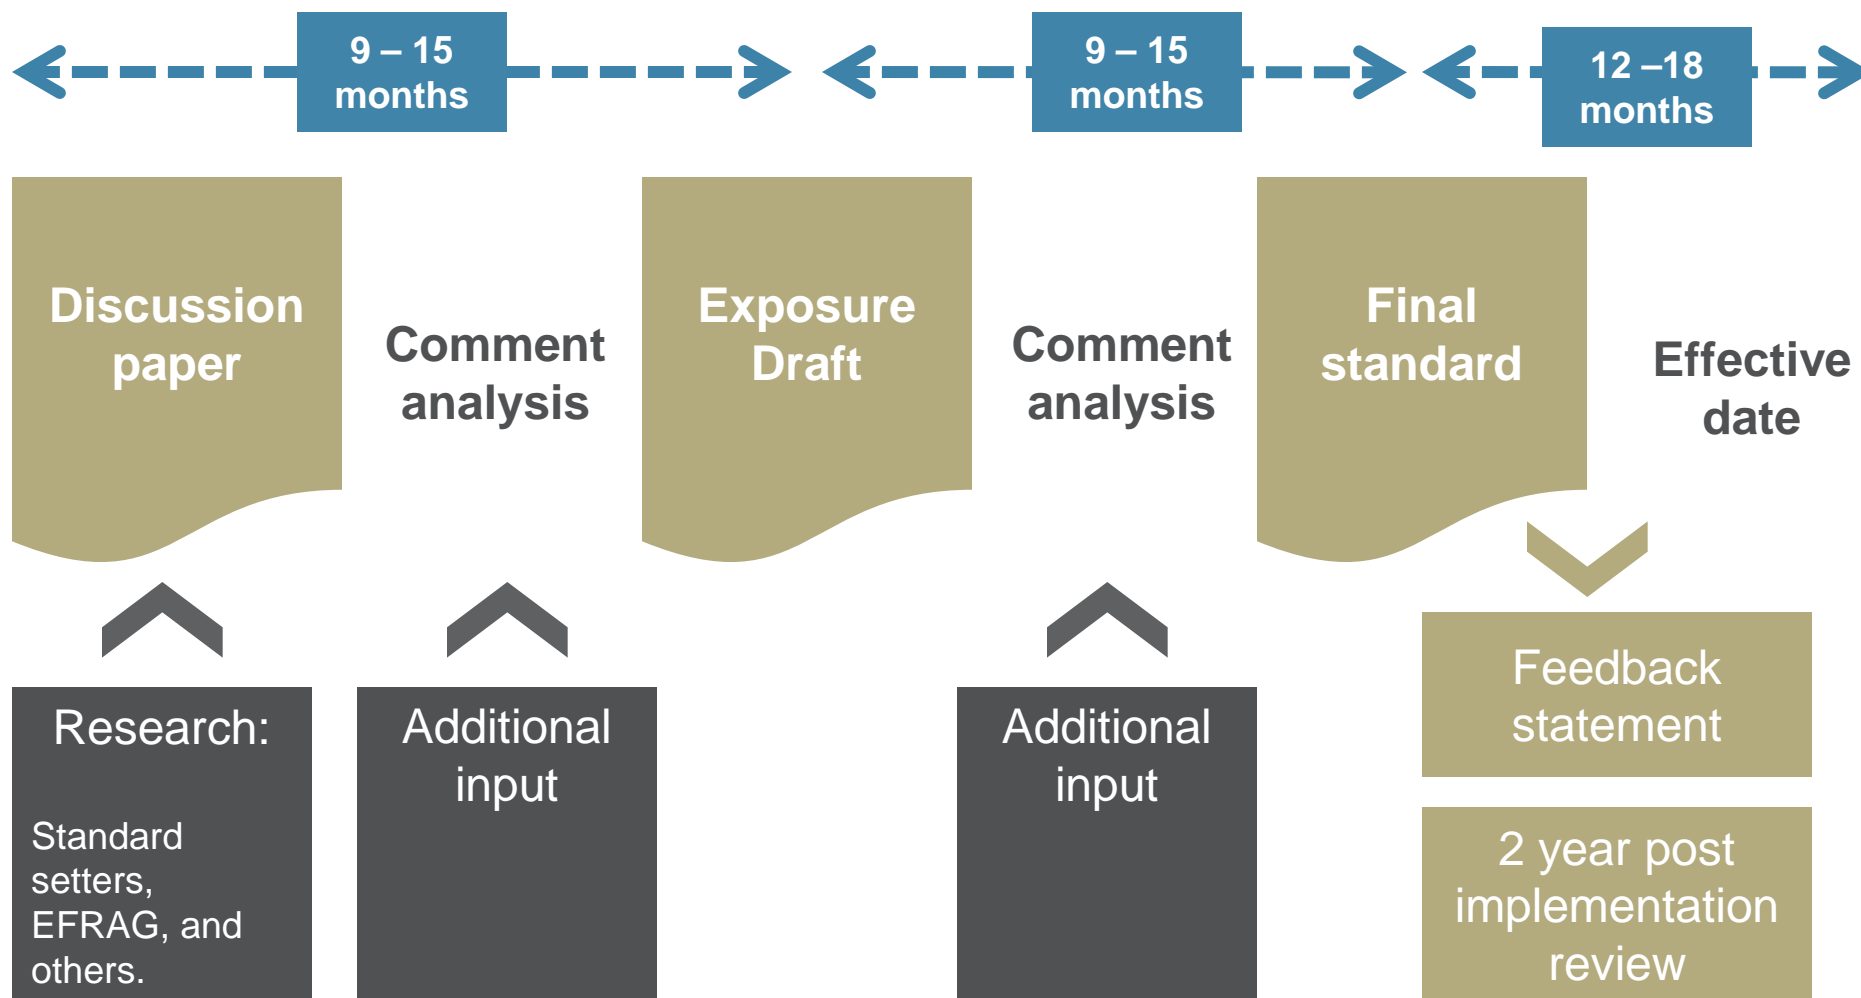 9 – 15
months
9 – 15
months
12 –18
months
Discussion
paper
Comment
analysis
Exposure
Draft
Comment
analysis
Final
standard
Effective
date
Research:
Standard
setters,
EFRAG, and
others.
Additional
input
Additional
input
Feedback
statement
2 year post
implementation
review